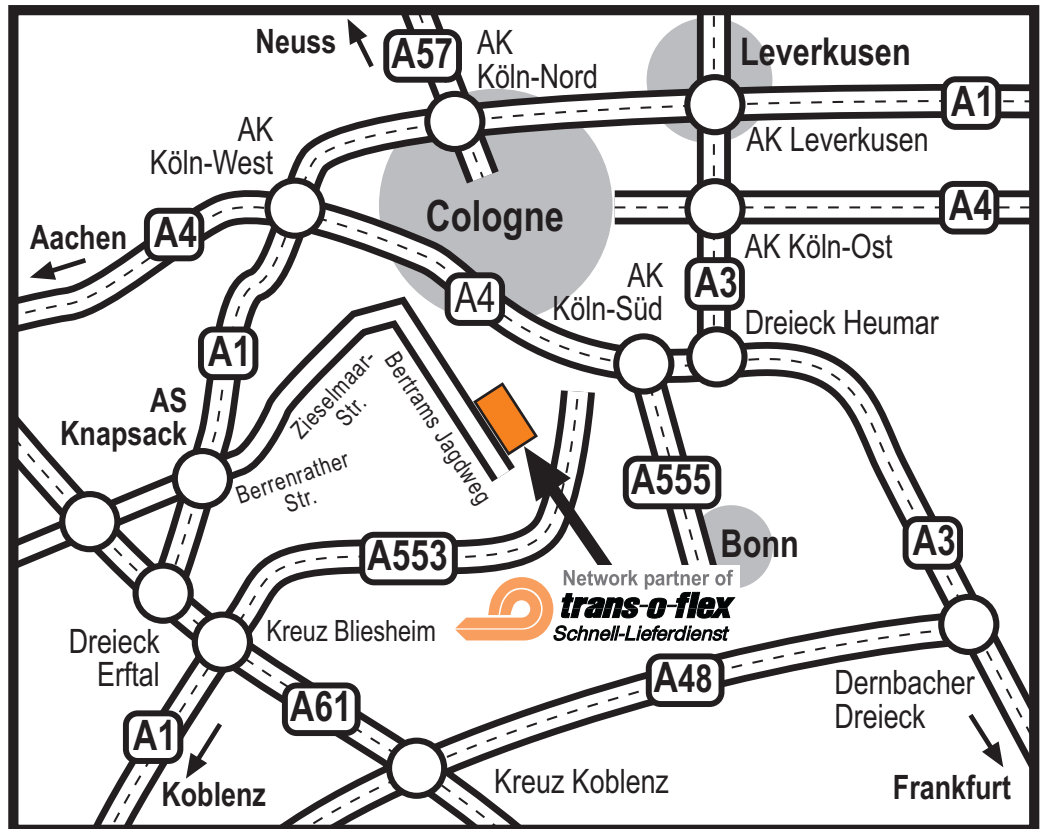 Neuss
A57
AK
Köln-Nord
Leverkusen
A1
AK
Köln-West
AK Leverkusen
Aachen
A4
Cologne
A4
AK Köln-Ost
AK
Köln-Süd
A3
A4
Dreieck Heumar
A1
Zieselmaar-
Str.
Bertrams Jagdweg
AS
Knapsack
Berrenrather
Str.
A555
A553
Bonn
A3
Network partner of
trans-o-flex
Schnell-Lieferdienst
Dreieck
Erftal
Kreuz Bliesheim
A48
A61
Dernbacher
Dreieck
A1
Koblenz
Kreuz Koblenz
Frankfurt